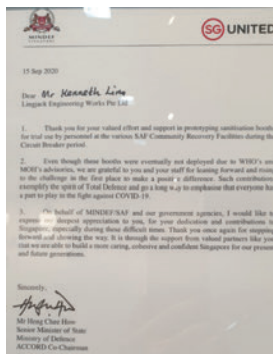 MINDEF
SINGAPORE
SG UNITED
15 Sep 2020
Dear Mr Kenneth Lim
Lingjack Engineering Works Pte Ltd
1. Thank you for your valued effort and support in prototyping sanitisation booths
for trial use by personnel at the various SAF Community Recovery Facilities during the
Circuit Breaker period.
2. Even though these booths were eventually not deployed due to WHO's and
MOH's advisories, we are grateful to you and your staff for leaning forward and rising
to the challenge in the first place to make a positive difference. Such contributions
exemplify the spirit of Total Defence and go a long way to emphasise that everyone has
a part to play in the fight against COVID-19.
3. On behalf of MINDEF/SAF and our government agencies, I would like to
express my deepest appreciation to you, for your dedication and contributions to
Singapore, especially during these difficult times. Thank you once again for stepping
forward and showing the way. It is through the support from valued partners like you
that we are able to build a more caring, cohesive and confident Singapore for our present
and future generations.
Sincerely,
Mr Heng Chee How
Senior Minister of State
Ministry of Defence
ACCORD Co-Chairman